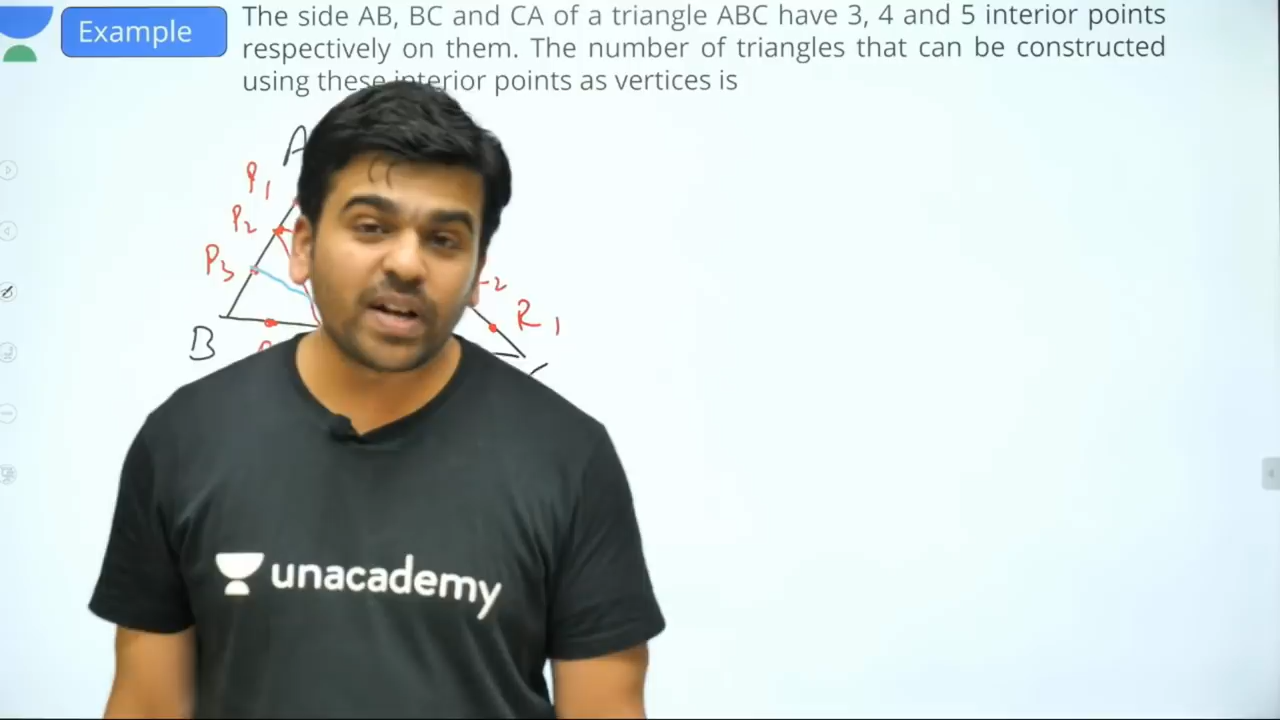 Example
The side AB, BC and CA of a triangle ABC have 3, 4 and 5 interior points
respectively on them. The number of triangles that can be constructed
using these interior points as vertices is
A
P1
P2
P3
2
R1
B
unacademy